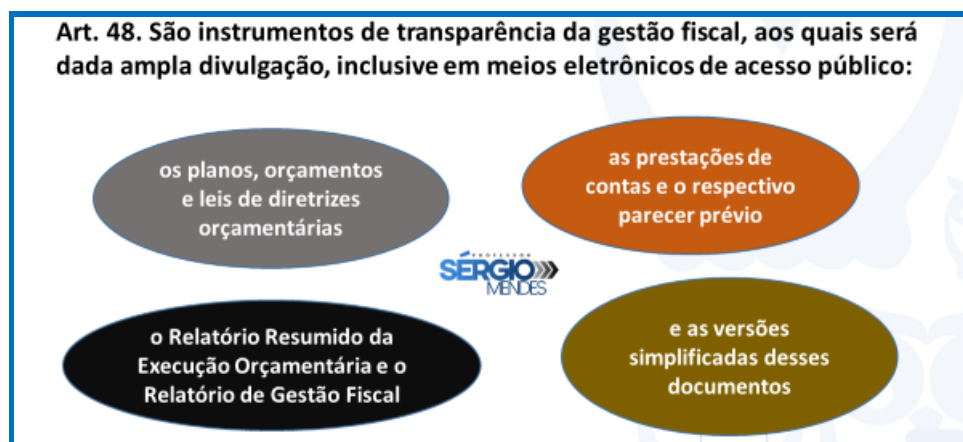 Art. 48. São instrumentos de transparência da gestão fiscal, aos quais será
dada ampla divulgação, inclusive em meios eletrônicos de acesso público:
os planos, orçamentos
e leis de diretrizes
orçamentárias
as prestações de
contas e o respectivo
parecer prévio
PROFESSOR
SÉRGIO
MENDES
o Relatório Resumido da
Execução Orçamentária e o
Relatório de Gestão Fiscal
e as versões
simplificadas desses
documentos